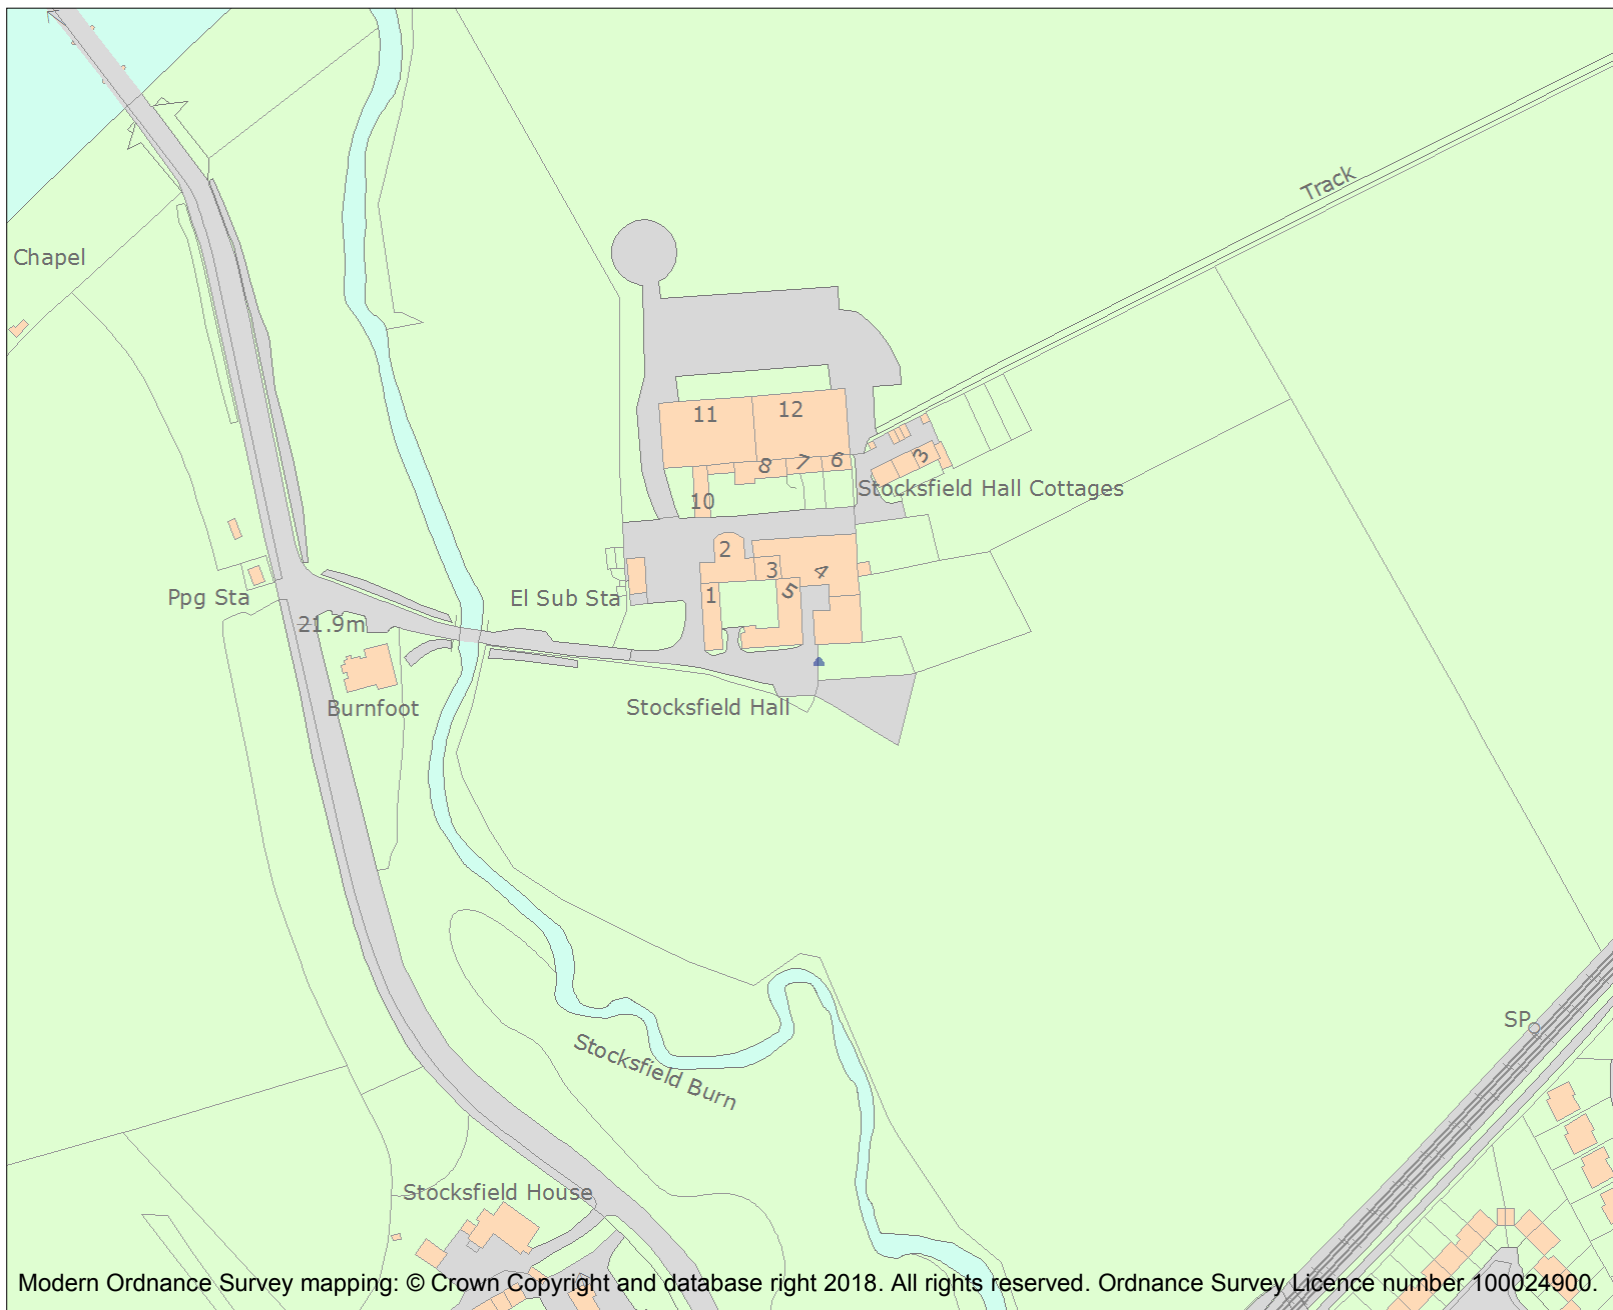 Track
Chapel
11
12
8
7
6
3
Stocksfield Hall Cottages
10
2
3
4
El Sub Sta
1
5
Ppg Sta
21.9m
Burnfoot
Stocksfield Hall
SP
Stocksfield Burn
Stocksfield House
Modern Ordnance Survey mapping: © Crown Copyright and database right 2018. All rights reserved. Ordnance Survey Licence number 100024900.